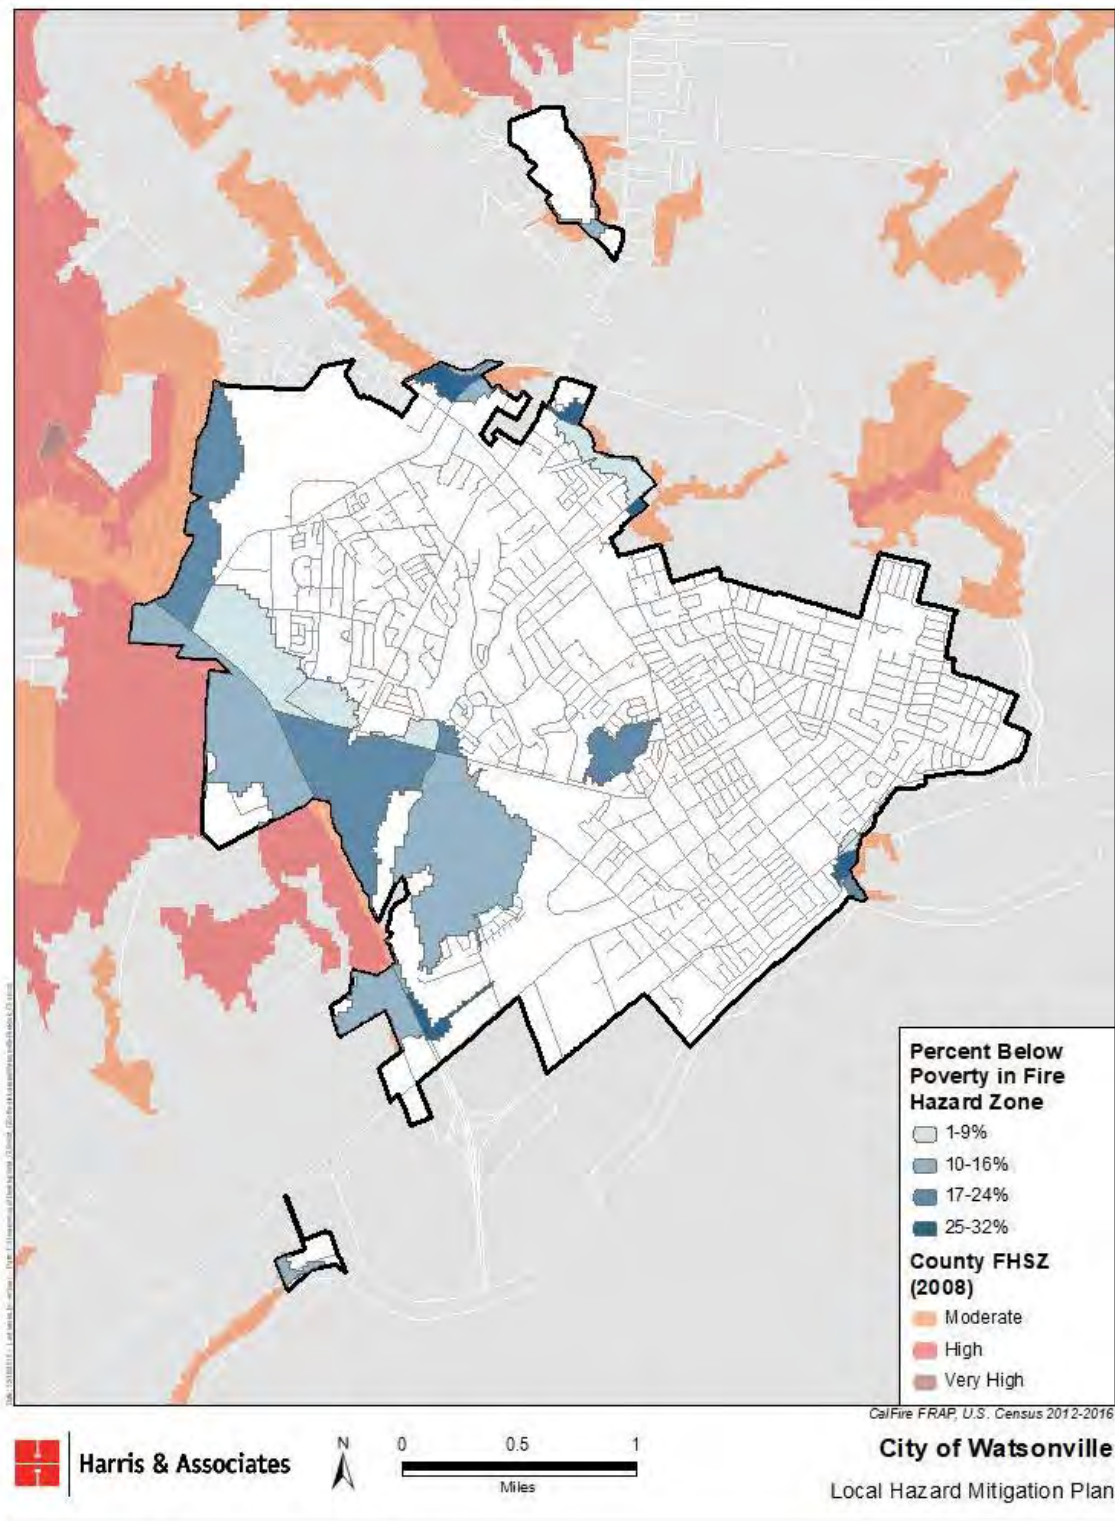 Percent Below
Poverty in Fire
Hazard Zone
1-9%
10-16%
17-24%
25-32%
County FHSZ
(2008)
Moderate
High
Very High
CalFire FRAP, U.S. Census 2012-2016
Harris & Associates
N
0 0.5 1
Miles
City of Watsonville
Local Hazard Mitigation Plan